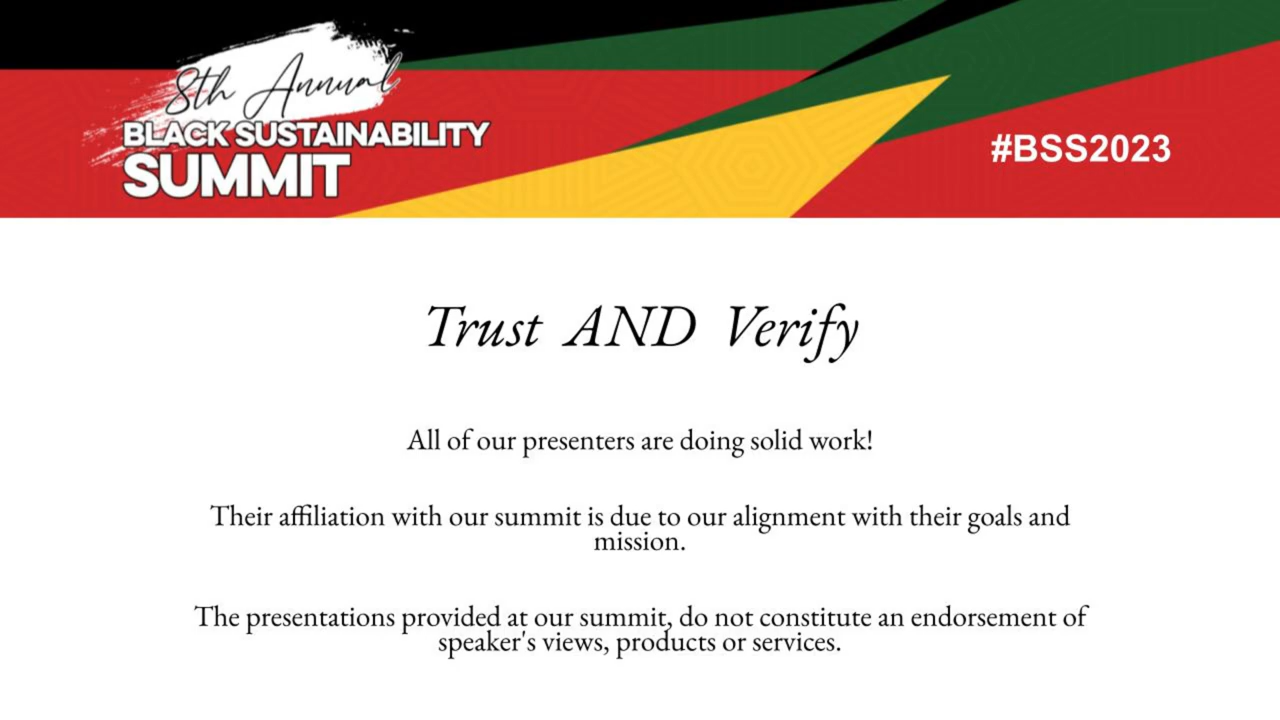 8th Annual
BLACK SUSTAINABILITY
SUMMIT
#BSS2023
Trust AND Verify
All of our presenters are doing solid work!
Their affiliation with our summit is due to our alignment with their goals and
mission.
The presentations provided at our summit, do not constitute an endorsement of
speaker's views, products or services.